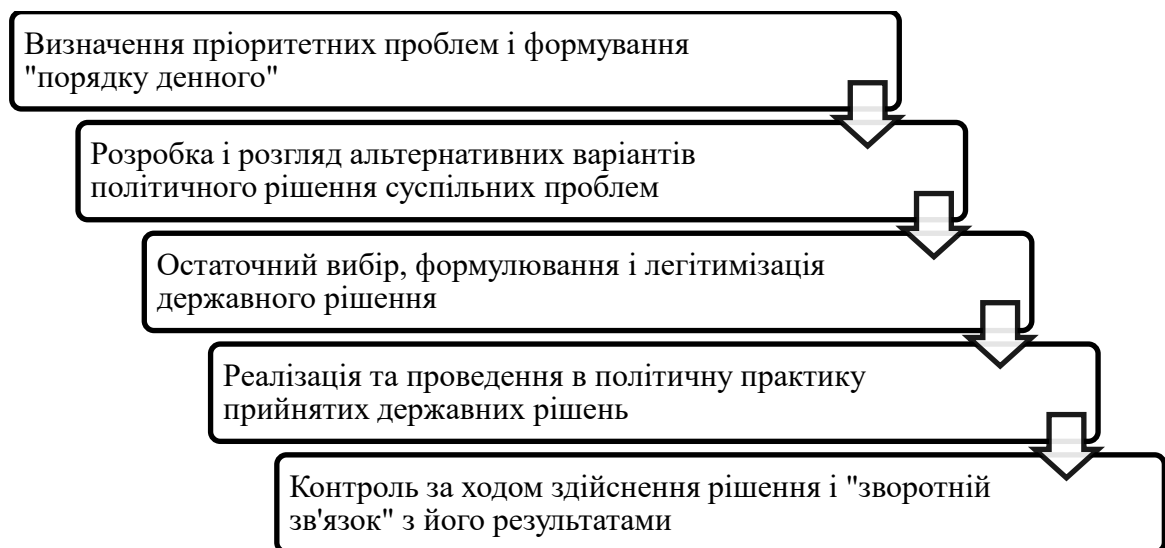 Визначення пріоритетних проблем і формування
"порядку денного"
Розробка і розгляд альтернативних варіантів
політичного рішення суспільних проблем
Остаточний вибір, формулювання і легітимізація
державного рішення
Реалізація та проведення в політичну практику
прийнятих державних рішень
Контроль за ходом здійснення рішення і "зворотній
зв'язок" з його результатами